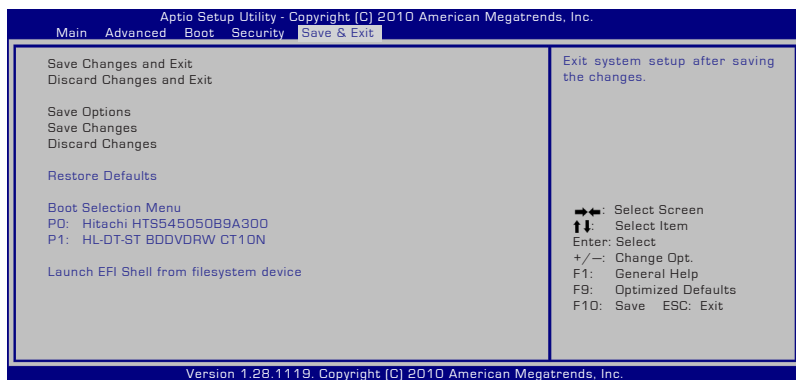 Aptio Setup Utility - Copyright (C) 2010 American Megatrends, Inc.
Main Advanced Boot Security Save & Exit
Save Changes and Exit
Discard Changes and Exit
Save Options
Save Changes
Discard Changes
Restore Defaults
Boot Selection Menu
P0: Hitachi HTS545050B9A300
P1: HL-DT-ST BDDVDRW CT10N
Launch EFI Shell from filesystem device
Exit system setup after saving
the changes.
→←: Select Screen
↑↓: Select Item
Enter: Select
+/—: Change Opt.
F1: General Help
F9: Optimized Defaults
F10: Save ESC: Exit
Version 1.28.1119. Copyright (C) 2010 American Megatrends, Inc.